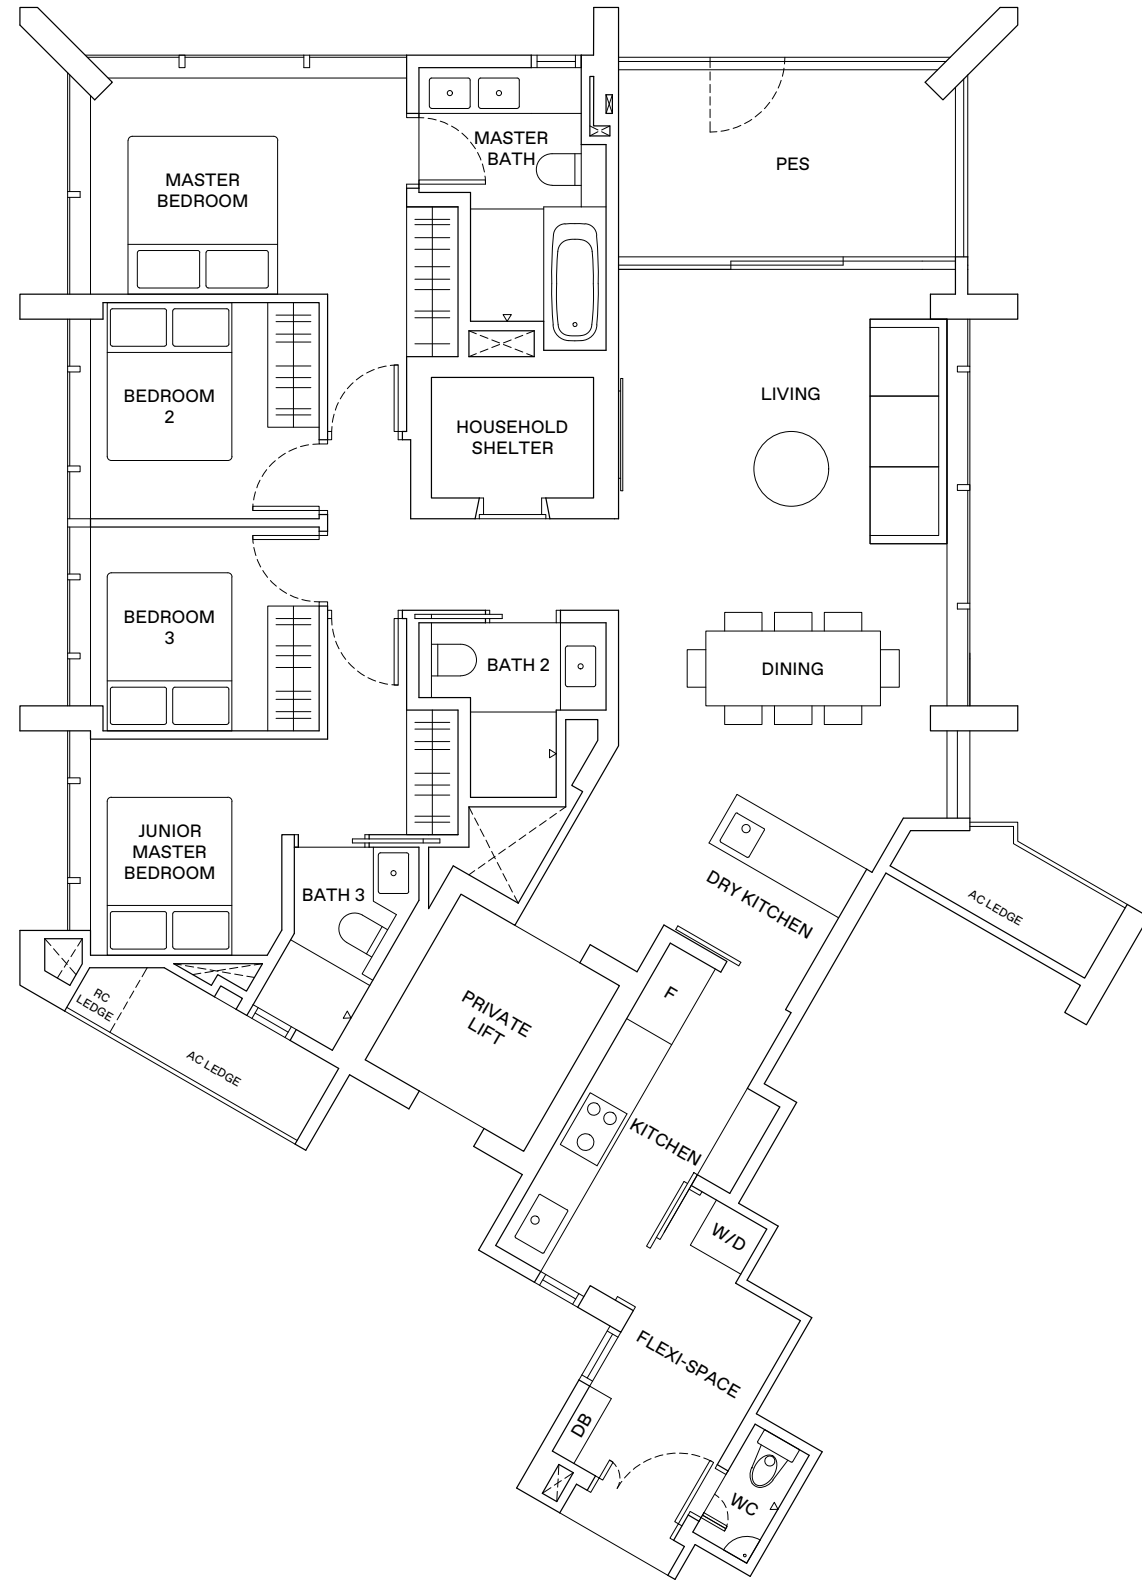 MASTER
BATH
PES
MASTER
BEDROOM
BEDROOM
2
LIVING
HOUSEHOLD
SHELTER
BEDROOM
3
BATH 2
DINING
JUNIOR
MASTER
BEDROOM
BATH 3
DRY KITCHEN
AC LEDGE
F
RC
LEDGE
PRIVATE
LIFT
AC LEDGE
KITCHEN
W/D
FLEXI-SPACE
DB
WC